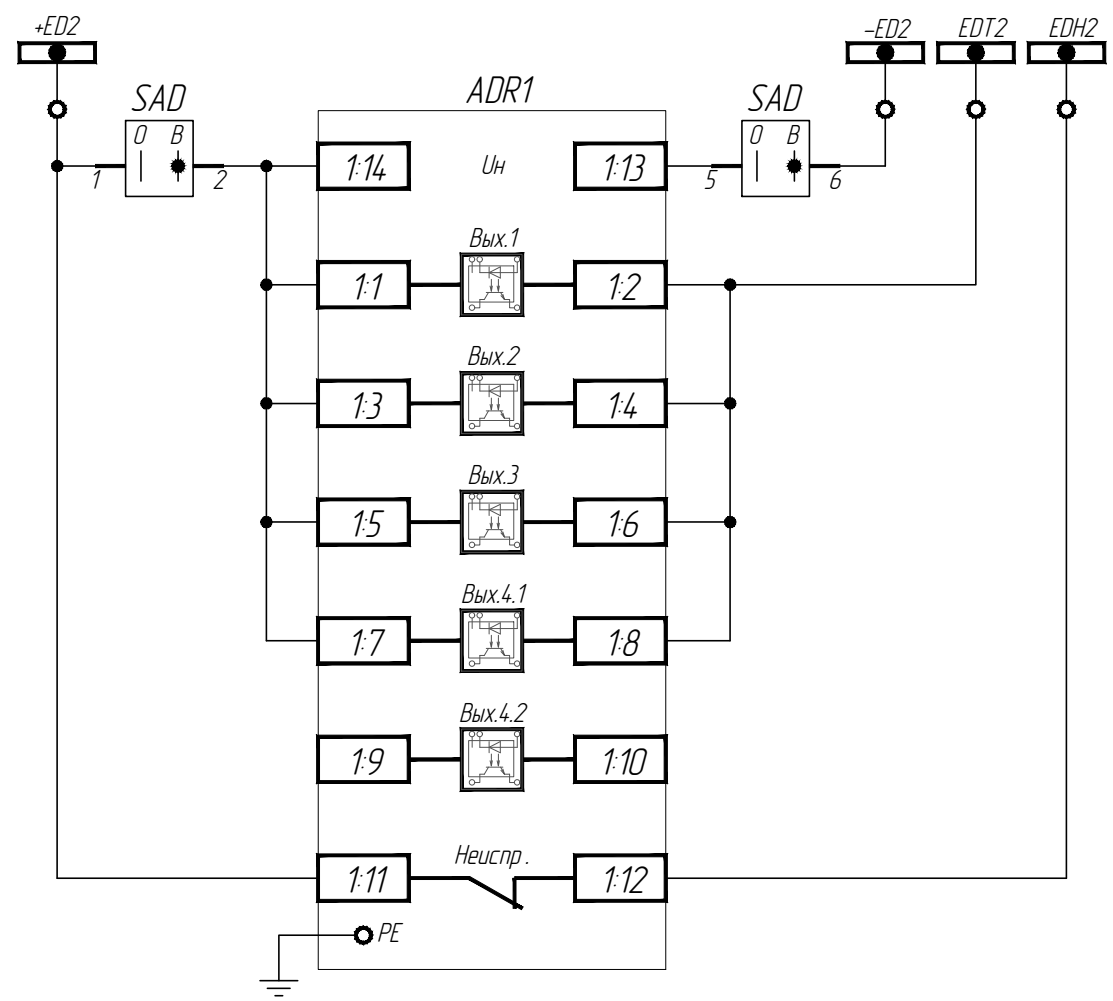 +ED2
-ED2 EDT2 EDH2
SAD ADR1 SAD
О В О В
1 2 1:14 Uн 1:13 5 6
Вых.1
1:1 1:2
Вых.2
1:3 1:4
Вых.3
1:5 1:6
Вых.4.1
1:7 1:8
Вых.4.2
1:9 1:10
Неиспр.
1:11 1:12
PE